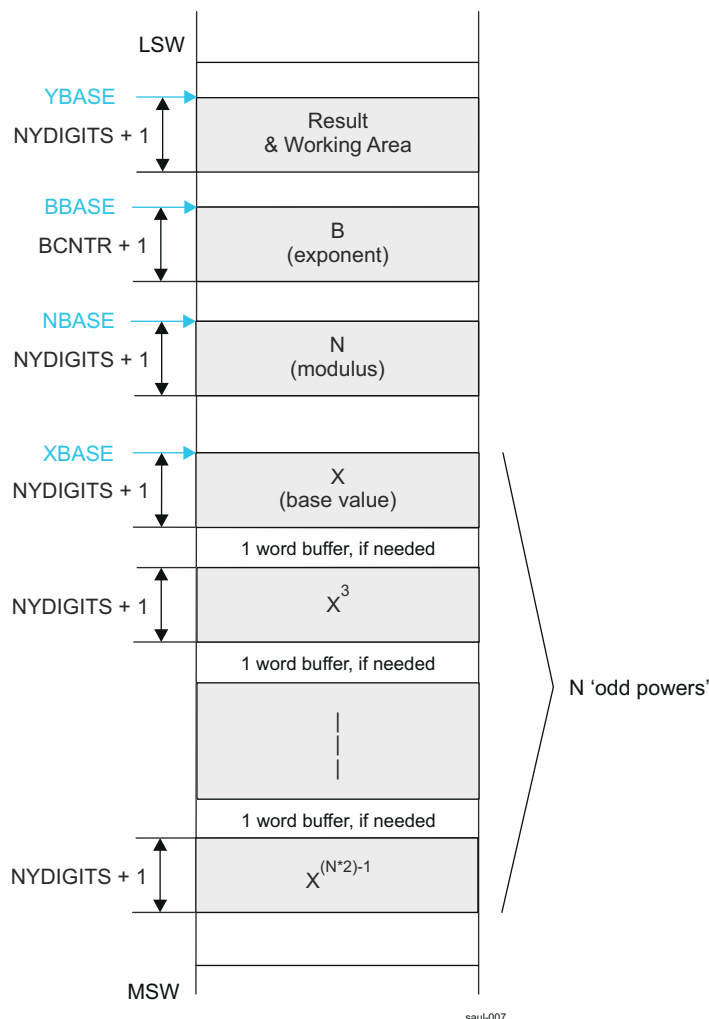 LSW
YBASE
NYDIGITS + 1
Result
& Working Area
BBASE
BCNTR + 1
B
(exponent)
NBASE
NYDIGITS + 1
N
(modulus)
XBASE
NYDIGITS + 1
X
(base value)
1 word buffer, if needed
NYDIGITS + 1
X^3
1 word buffer, if needed
N ‘odd powers’
1 word buffer, if needed
NYDIGITS + 1
X^(N*2)-1
MSW
saul-007